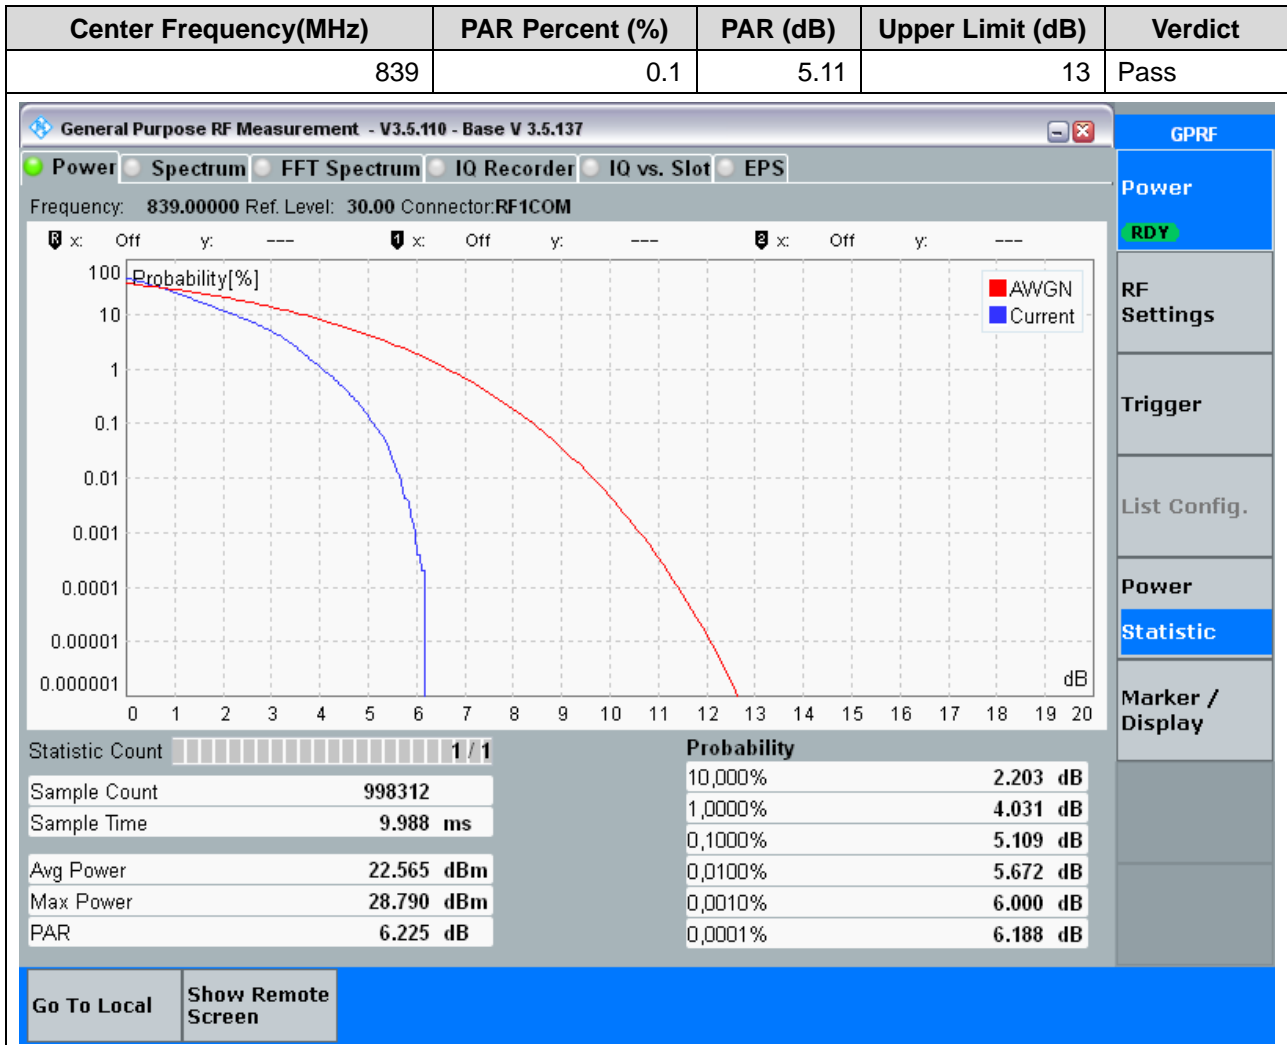 Center Frequency(MHz) PAR Percent (%) PAR (dB) Upper Limit (dB) Verdict
839 0.1 5.11 13 Pass
General Purpose RF Measurement - V3.5.110 - Base V 3.5.137
GPRF
Power Spectrum FFT Spectrum IQ Recorder IQ vs. Slot EPS
Power
RDY
Frequency: 839.00000 Ref. Level: 30.00 Connector:RF1COM
R x: Off y: --- 1 x: Off y: --- 2 x: Off y: ---
Probability[%]
AWGN
Current
100
10
1
0.1
0.01
0.001
0.0001
0.00001
0.000001
dB
0 1 2 3 4 5 6 7 8 9 10 11 12 13 14 15 16 17 18 19 20
RF
Settings
Trigger
List Config.
Power
Statistic
Marker /
Display
Statistic Count 1 / 1
Sample Count 998312
Sample Time 9.988 ms
Avg Power 22.565 dBm
Max Power 28.790 dBm
PAR 6.225 dB
Probability
10,000% 2.203 dB
1,0000% 4.031 dB
0,1000% 5.109 dB
0,0100% 5.672 dB
0,0010% 6.000 dB
0,0001% 6.188 dB
Go To Local
Show Remote
Screen